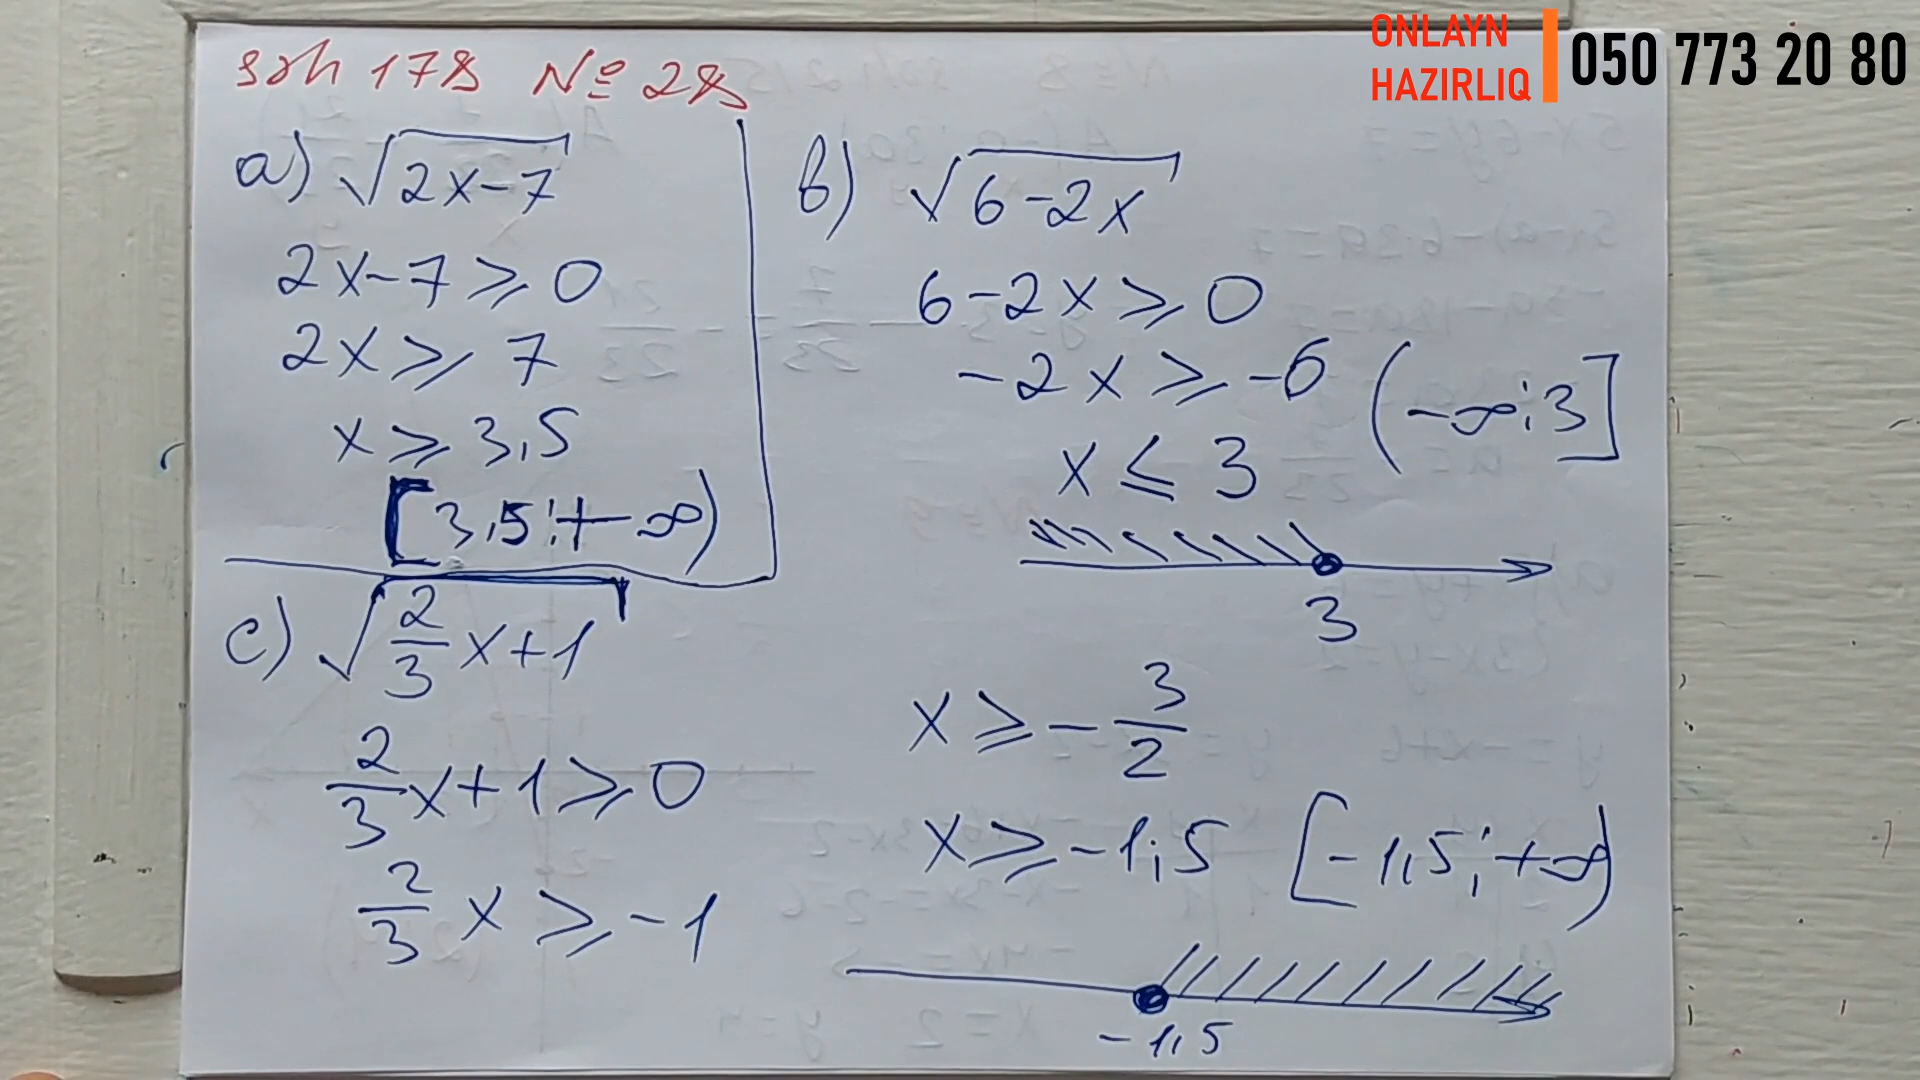 ONLAYN
HAZIRLIQ
050 773 20 80
səh 178 № 28
a) √(2x-7)
2x-7 ⩾ 0
2x ⩾ 7
x ⩾ 3,5
[3,5;+∞)
b) √(6-2x)
6-2x ⩾ 0
-2x ⩾ -6
(-∞;3]
x ⩽ 3
3
c) √(2/3 x+1)
2/3 x+1 ⩾ 0
2/3 x ⩾ -1
x ⩾ -3/2
x ⩾ -1,5
[-1,5;+∞)
-1,5